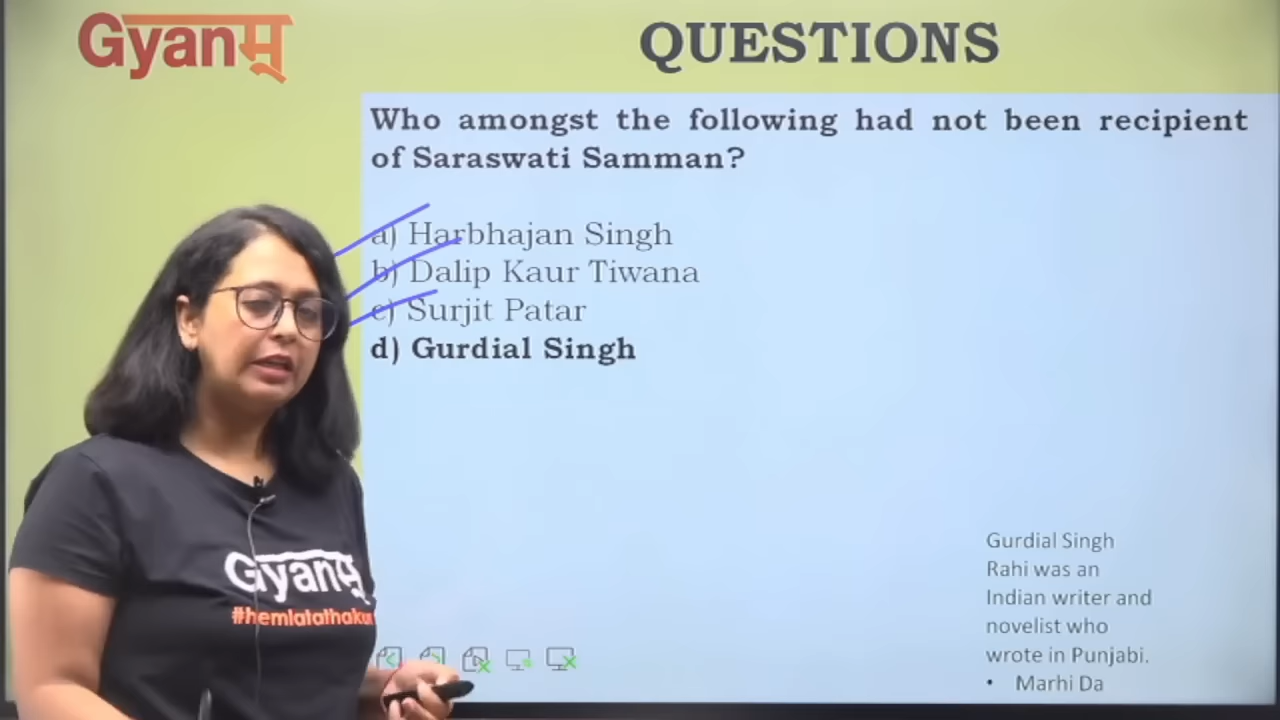 Gyanम्
QUESTIONS
Who amongst the following had not been recipient
of Saraswati Samman?
a) Harbhajan Singh
b) Dalip Kaur Tiwana
c) Surjit Patar
d) Gurdial Singh
Gurdial Singh
Rahi was an
Indian writer and
novelist who
wrote in Punjabi.
• Marhi Da
Gyanम्
#hemlatathakur